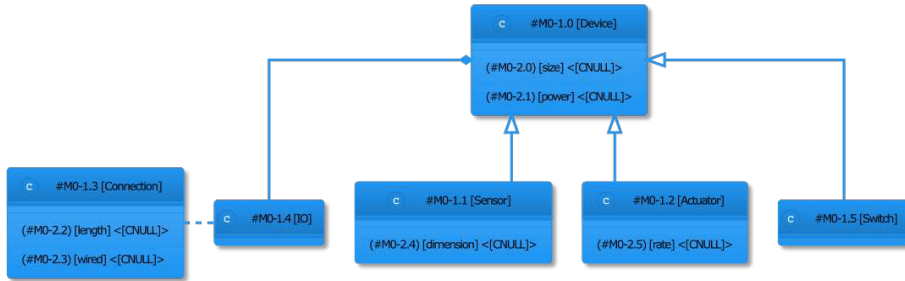 C #M0-1.0 [Device]
(#M0-2.0) [size] <[CNULL]>
(#M0-2.1) [power] <[CNULL]>
C #M0-1.3 [Connection]
(#M0-2.2) [length] <[CNULL]>
(#M0-2.3) [wired] <[CNULL]>
C #M0-1.4 [IO]
C #M0-1.1 [Sensor]
(#M0-2.4) [dimension] <[CNULL]>
C #M0-1.2 [Actuator]
(#M0-2.5) [rate] <[CNULL]>
C #M0-1.5 [Switch]